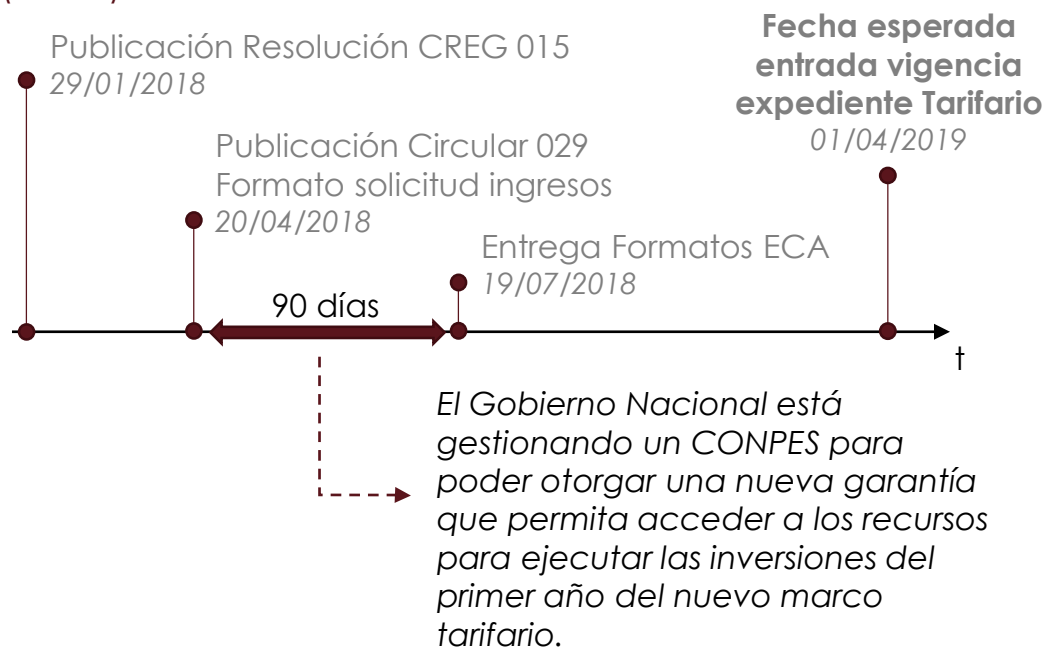 Publicación Resolución CREG 015
29/01/2018
Fecha esperada
entrada vigencia
expediente Tarifario
01/04/2019
Publicación Circular 029
Formato solicitud ingresos
20/04/2018
Entrega Formatos ECA
19/07/2018
90 días
t
El Gobierno Nacional está
gestionando un CONPES para
poder otorgar una nueva garantía
que permita acceder a los recursos
para ejecutar las inversiones del
primer año del nuevo marco
tarifario.